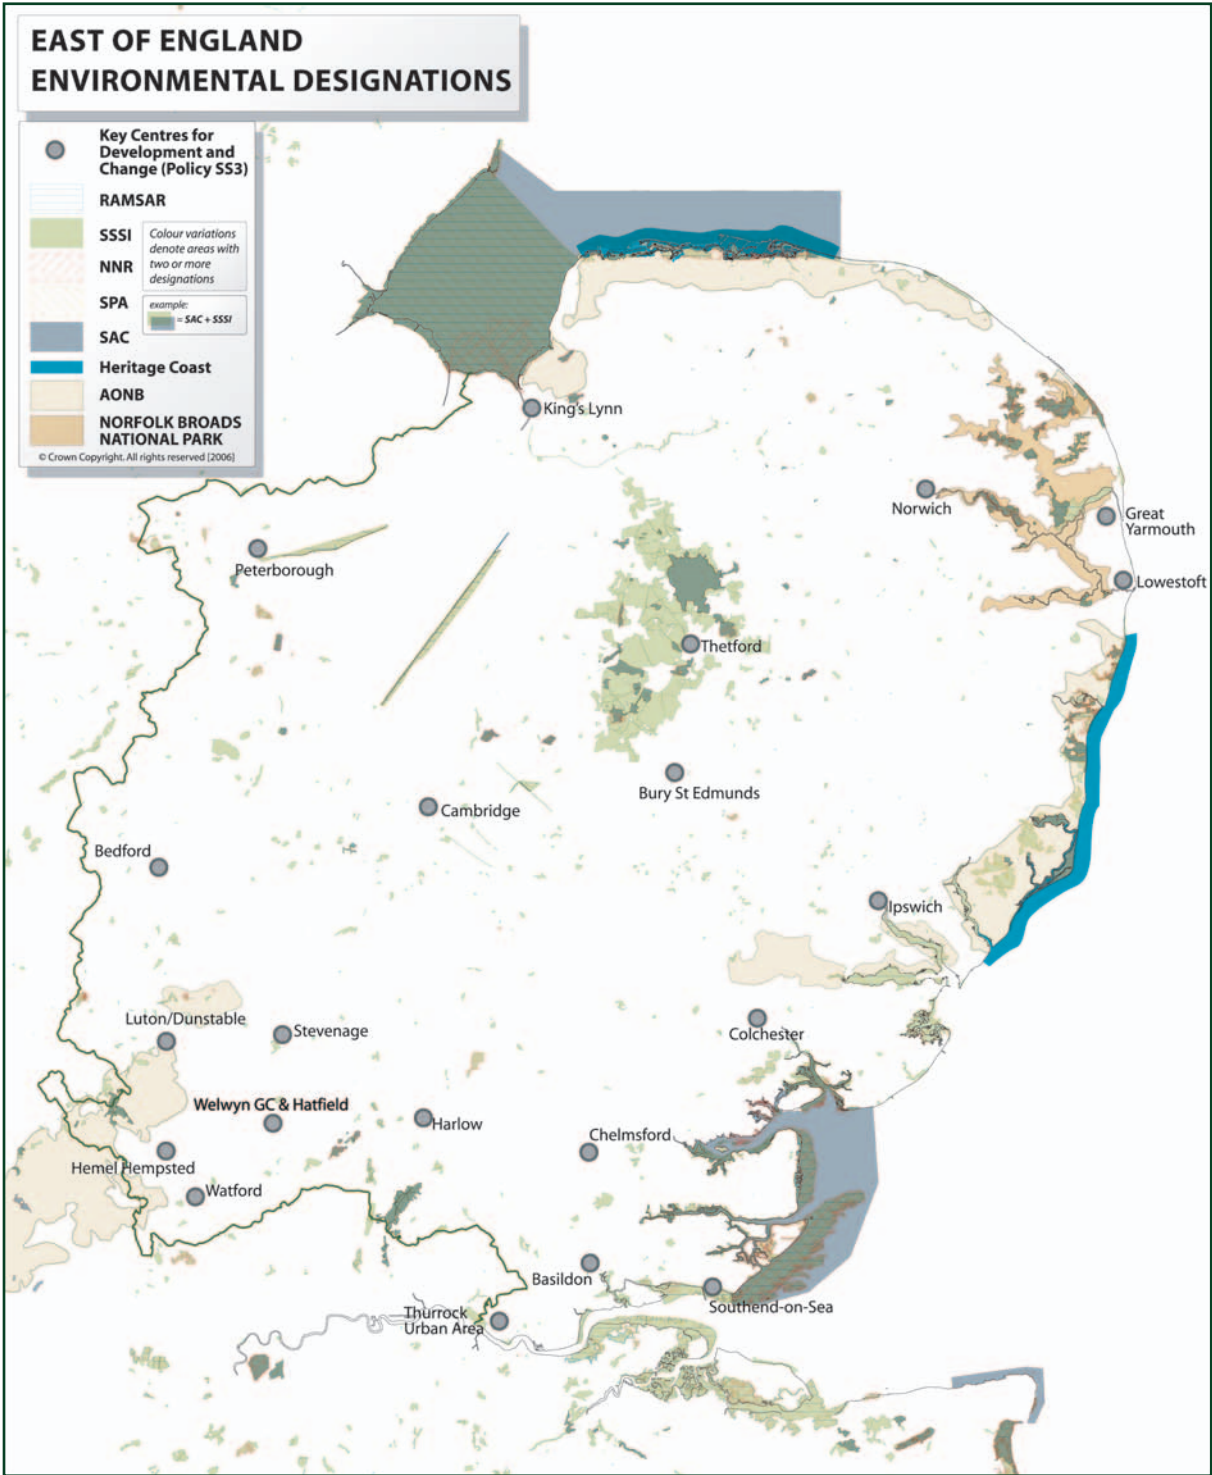 EAST OF ENGLAND
ENVIRONMENTAL DESIGNATIONS
Key Centres for
Development and
Change (Policy SS3)
RAMSAR
SSSI
NNR
SPA
SAC
Heritage Coast
AONB
NORFOLK BROADS
NATIONAL PARK
Colour variations
denote areas with
two or more
designations
example:
= SAC + SSSI
© Crown Copyright. All rights reserved [2006]
King's Lynn
Norwich
Great
Yarmouth
Lowestoft
Peterborough
Thetford
Bury St Edmunds
Cambridge
Bedford
Ipswich
Luton/Dunstable
Stevenage
Colchester
Welwyn GC & Hatfield
Harlow
Chelmsford
Hemel Hempsted
Watford
Basildon
Southend-on-Sea
Thurrock
Urban Area